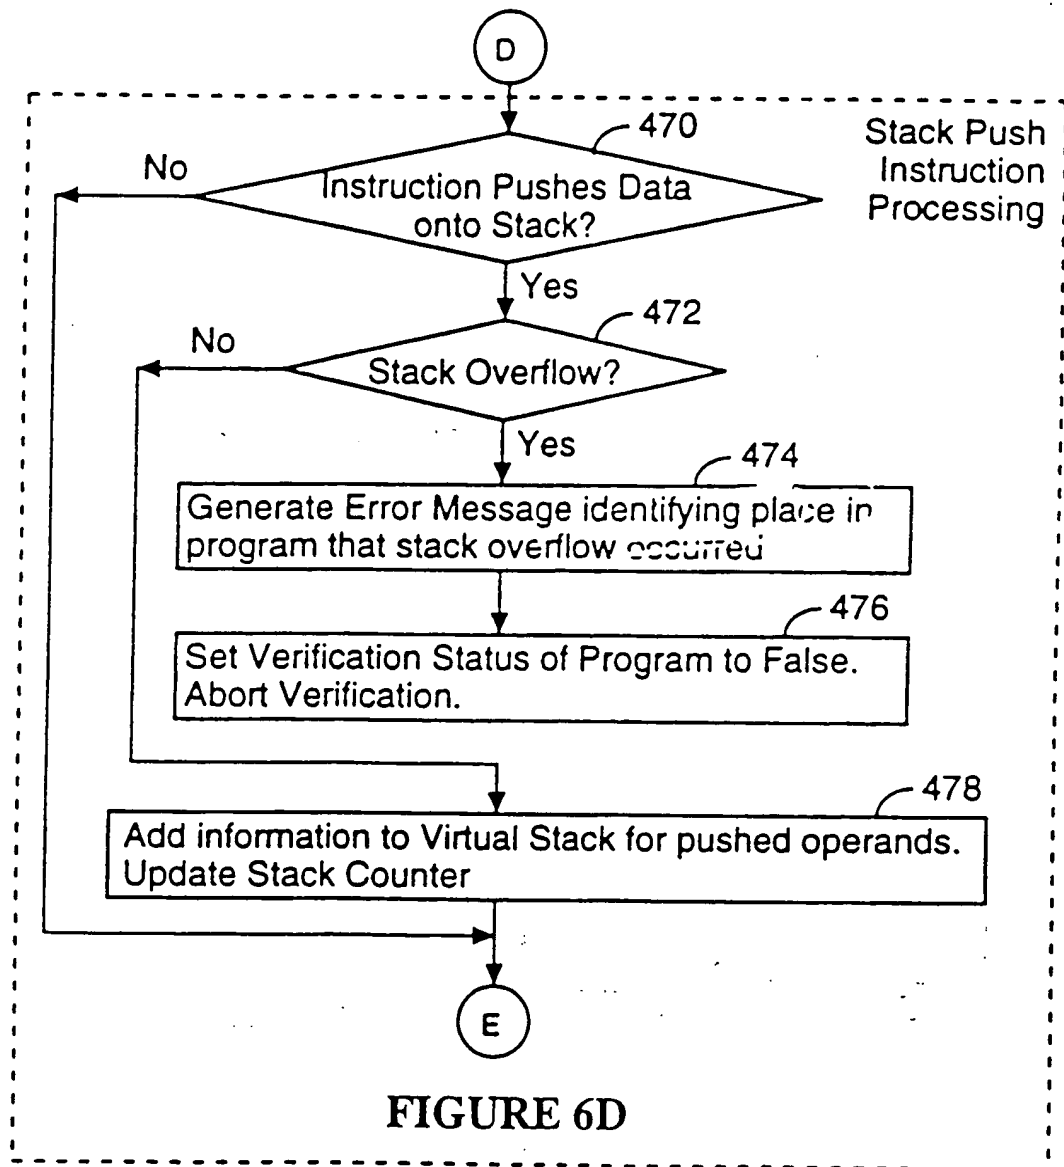 D
470
Stack Push
Instruction
Processing
No
Instruction Pushes Data
onto Stack?
Yes
472
No
Stack Overflow?
Yes
474
Generate Error Message identifying place in
program that stack overflow occurred
476
Set Verification Status of Program to False.
Abort Verification.
478
Add information to Virtual Stack for pushed operands.
Update Stack Counter
E
FIGURE 6D